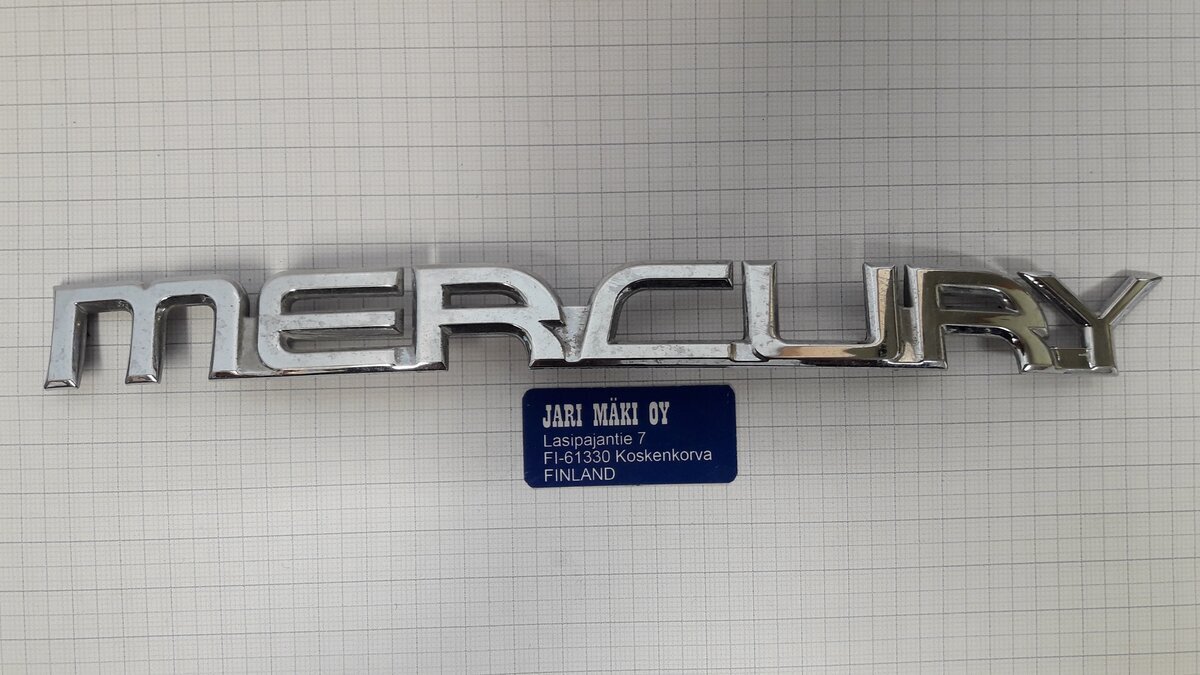 MERCURY
JARI MÄKI OY
Lasipajantie 7
FI-61330 Koskenkorva
FINLAND